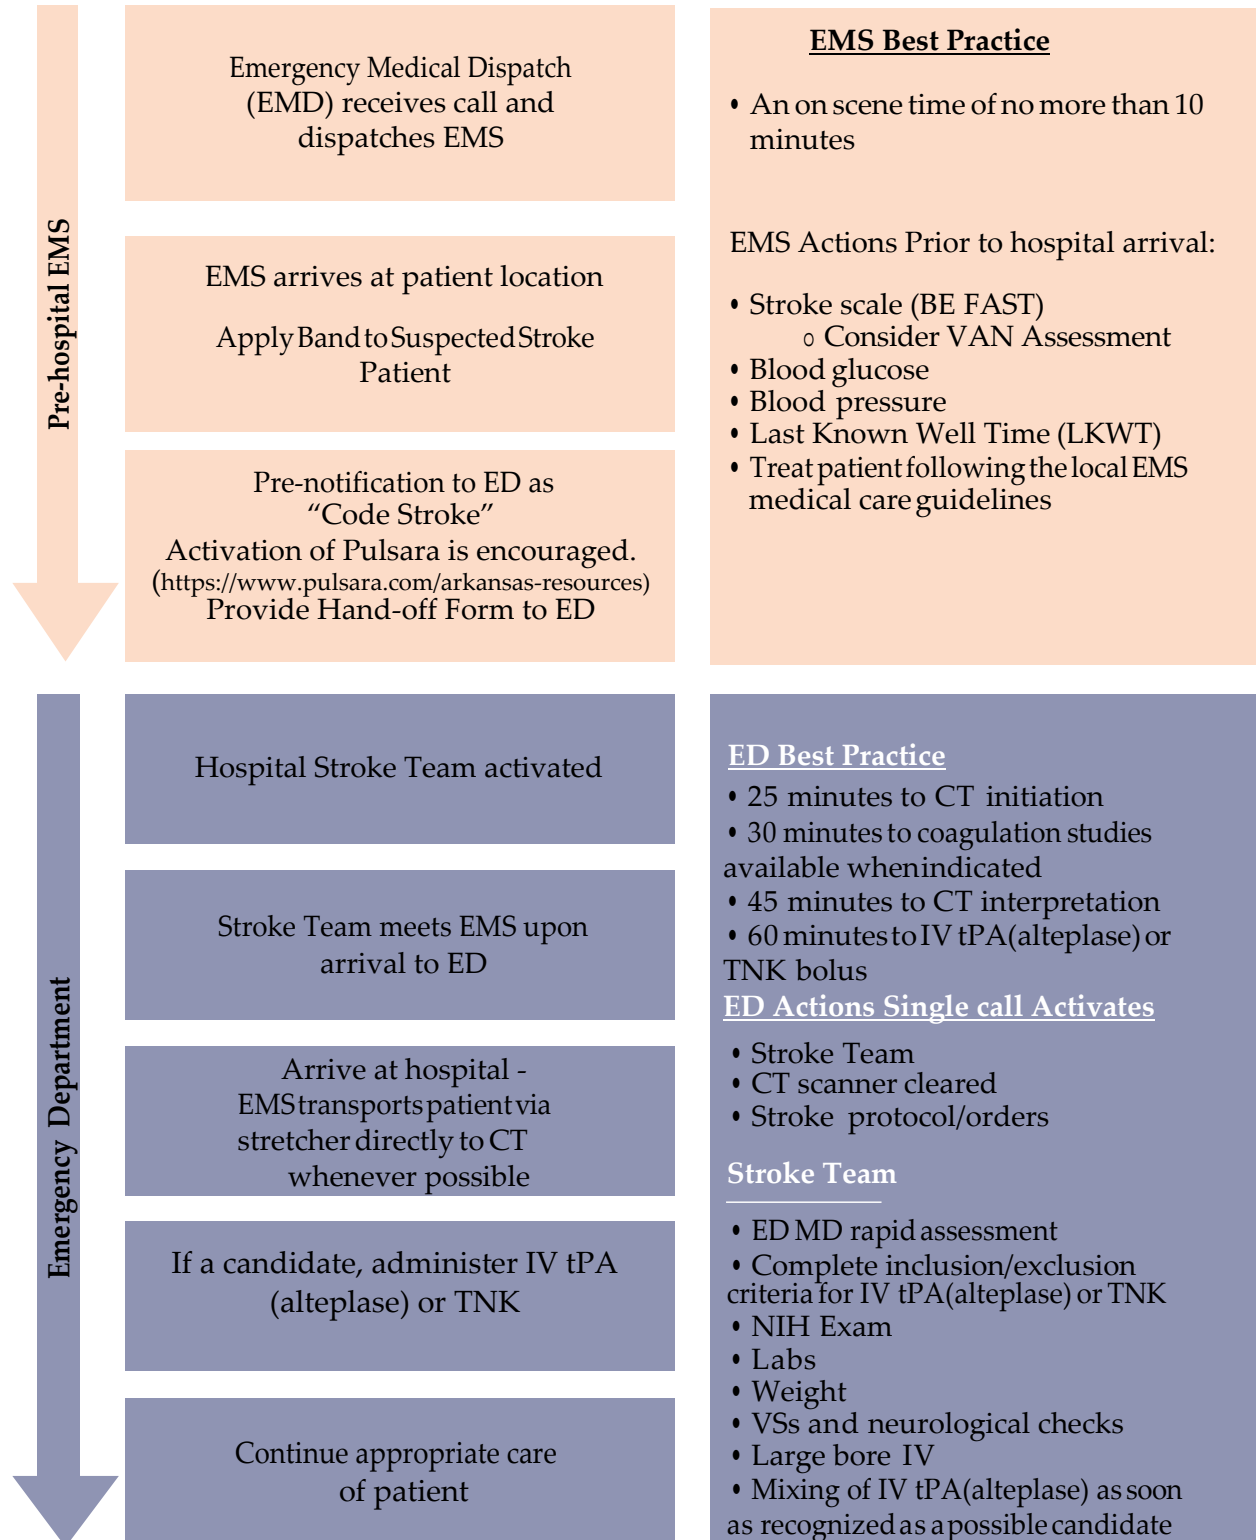 Pre-hospital EMS
Emergency Medical Dispatch
(EMD) receives call and
dispatches EMS
EMS arrives at patient location
Apply Band to Suspected Stroke
Patient
Pre-notification to ED as
“Code Stroke”
Activation of Pulsara is encouraged.
(https://www.pulsara.com/arkansas-resources)
Provide Hand-off Form to ED
EMS Best Practice
• An on scene time of no more than 10
minutes
EMS Actions Prior to hospital arrival:
• Stroke scale (BE FAST)
o Consider VAN Assessment
• Blood glucose
• Blood pressure
• Last Known Well Time (LKWT)
• Treat patient following the local EMS
medical care guidelines
Emergency Department
Hospital Stroke Team activated
Stroke Team meets EMS upon
arrival to ED
Arrive at hospital -
EMS transports patient via
stretcher directly to CT
whenever possible
If a candidate, administer IV tPA
(alteplase) or TNK
Continue appropriate care
of patient
ED Best Practice
• 25 minutes to CT initiation
• 30 minutes to coagulation studies
available when indicated
• 45 minutes to CT interpretation
• 60 minutes to IV tPA(alteplase) or
TNK bolus
ED Actions Single call Activates
• Stroke Team
• CT scanner cleared
• Stroke protocol/orders
Stroke Team
• ED MD rapid assessment
• Complete inclusion/exclusion
criteria for IV tPA(alteplase) or TNK
• NIH Exam
• Labs
• Weight
• VSs and neurological checks
• Large bore IV
• Mixing of IV tPA(alteplase) as soon
as recognized as a possible candidate